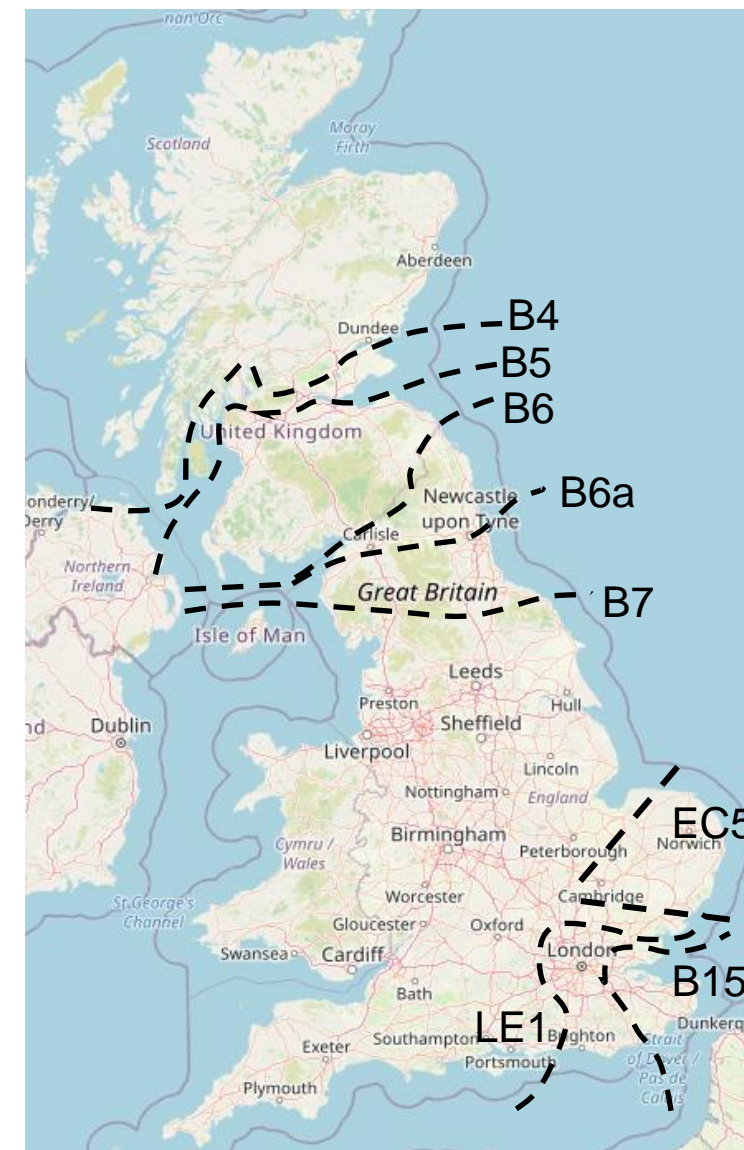 nan Orc
Moray
Firth
Scotland
Aberdeen
Dundee
B4
B5
B6
United Kingdom
B6a
Newcastle
upon Tyne
onderry/
Derry
Carlisle
Northern
Ireland
Great Britain
B7
Isle of Man
Leeds
Preston
Hull
nd
Dublin
Sheffield
Liverpool
Lincoln
Nottingham
England
EC5
Birmingham
Norwich
Cymru /
Wales
Peterborough
Worcester
Cambridge
St George's
Channel
Gloucester
Oxford
Swansea
Cardiff
London
B15
Bath
LE1
Dunkerq
Southampton
Brighton
Strait
of Dover /
Pas de
Calais
Exeter
Portsmouth
Plymouth